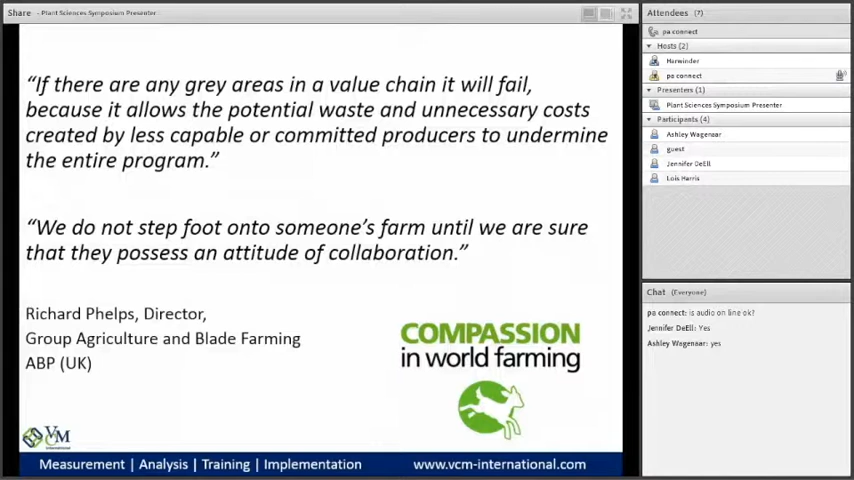 Share - Plant Sciences Symposium Presenter
“If there are any grey areas in a value chain it will fail,
because it allows the potential waste and unnecessary costs
created by less capable or committed producers to undermine
the entire program.”
“We do not step foot onto someone’s farm until we are sure
that they possess an attitude of collaboration.”
Richard Phelps, Director,
Group Agriculture and Blade Farming
ABP (UK)
COMPASSION
in world farming
VCM
International
Measurement | Analysis | Training | Implementation
www.vcm-international.com
Attendees (7)
pa connect
Hosts (2)
Harwinder
pa connect
Presenters (1)
Plant Sciences Symposium Presenter
Participants (4)
Ashley Wagenaar
guest
Jennifer DeEll
Lois Harris
Chat (Everyone)
pa connect: is audio on line ok?
Jennifer DeEll: Yes
Ashley Wagenaar: yes